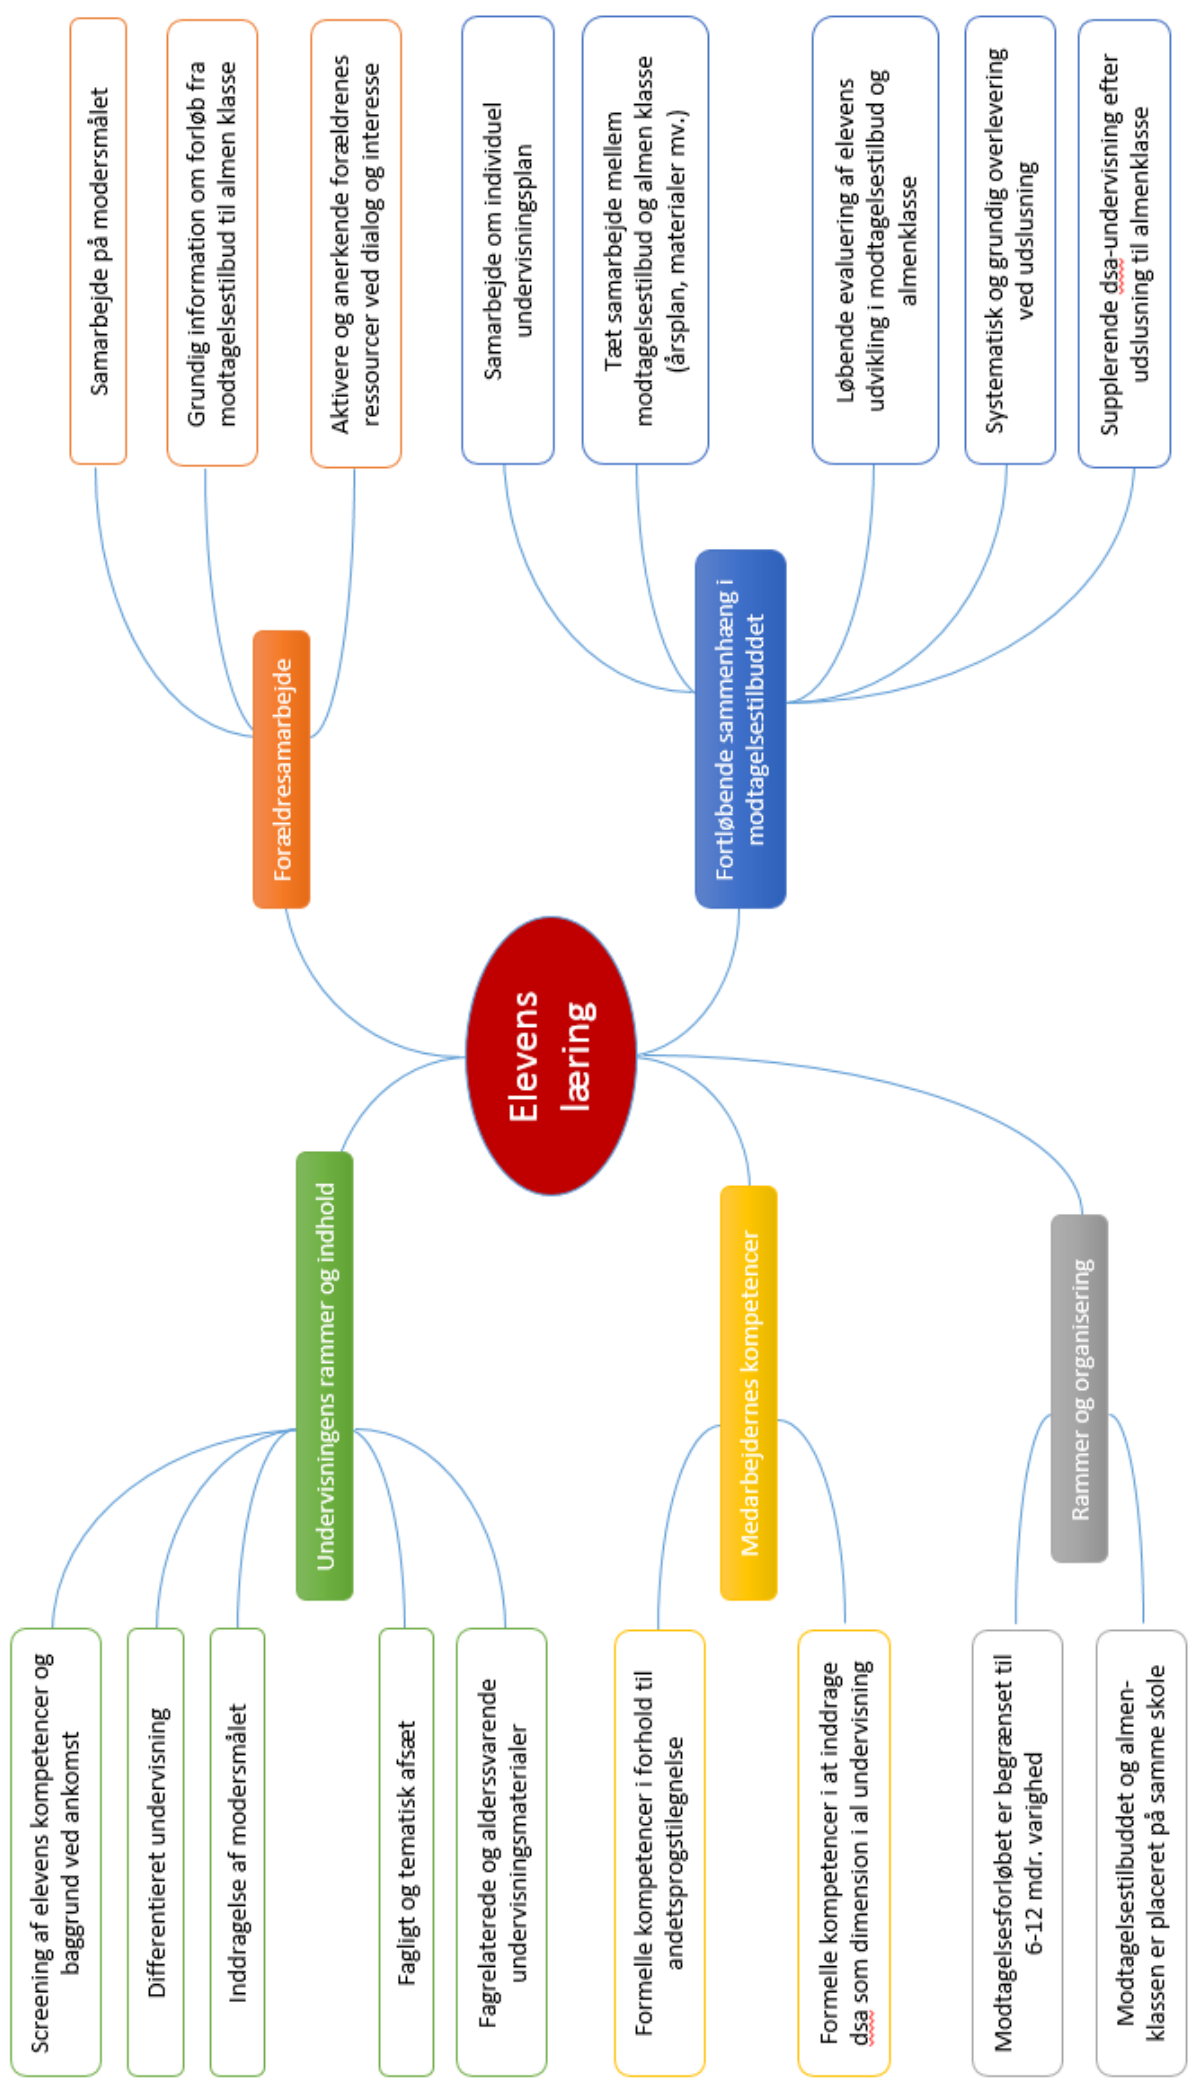 Elevens
læring
Undervisningens rammer og indhold
Screening af elevens kompetencer og
baggrund ved ankomst
Differentieret undervisning
Inddragelse af modersmålet
Fagligt og tematisk afsæt
Fagrelaterede og alderssvarende
undervisningsmaterialer
Medarbejdernes kompetencer
Formelle kompetencer i forhold til
andetsprogstilegnelse
Formelle kompetencer i at inddrage
dsa som dimension i al undervisning
Rammer og organisering
Modtagelsesforløbet er begrænset til
6-12 mdr. varighed
Modtagelsestilbuddet og almen-
klassen er placeret på samme skole
Forældresamarbejde
Samarbejde på modersmålet
Grundig information om forløb fra
modtagelsestilbud til almen klasse
Aktivere og anerkende forældrenes
ressourcer ved dialog og interesse
Fortløbende sammenhæng i
modtagelsestilbuddet
Samarbejde om individuel
undervisningsplan
Tæt samarbejde mellem
modtagelsestilbud og almen klasse
(årsplan, materialer mv.)
Løbende evaluering af elevens
udvikling i modtagelsestilbud og
almenklasse
Systematisk og grundig overlevering
ved udslusning
Supplerende dsa-undervisning efter
udslusning til almenklasse